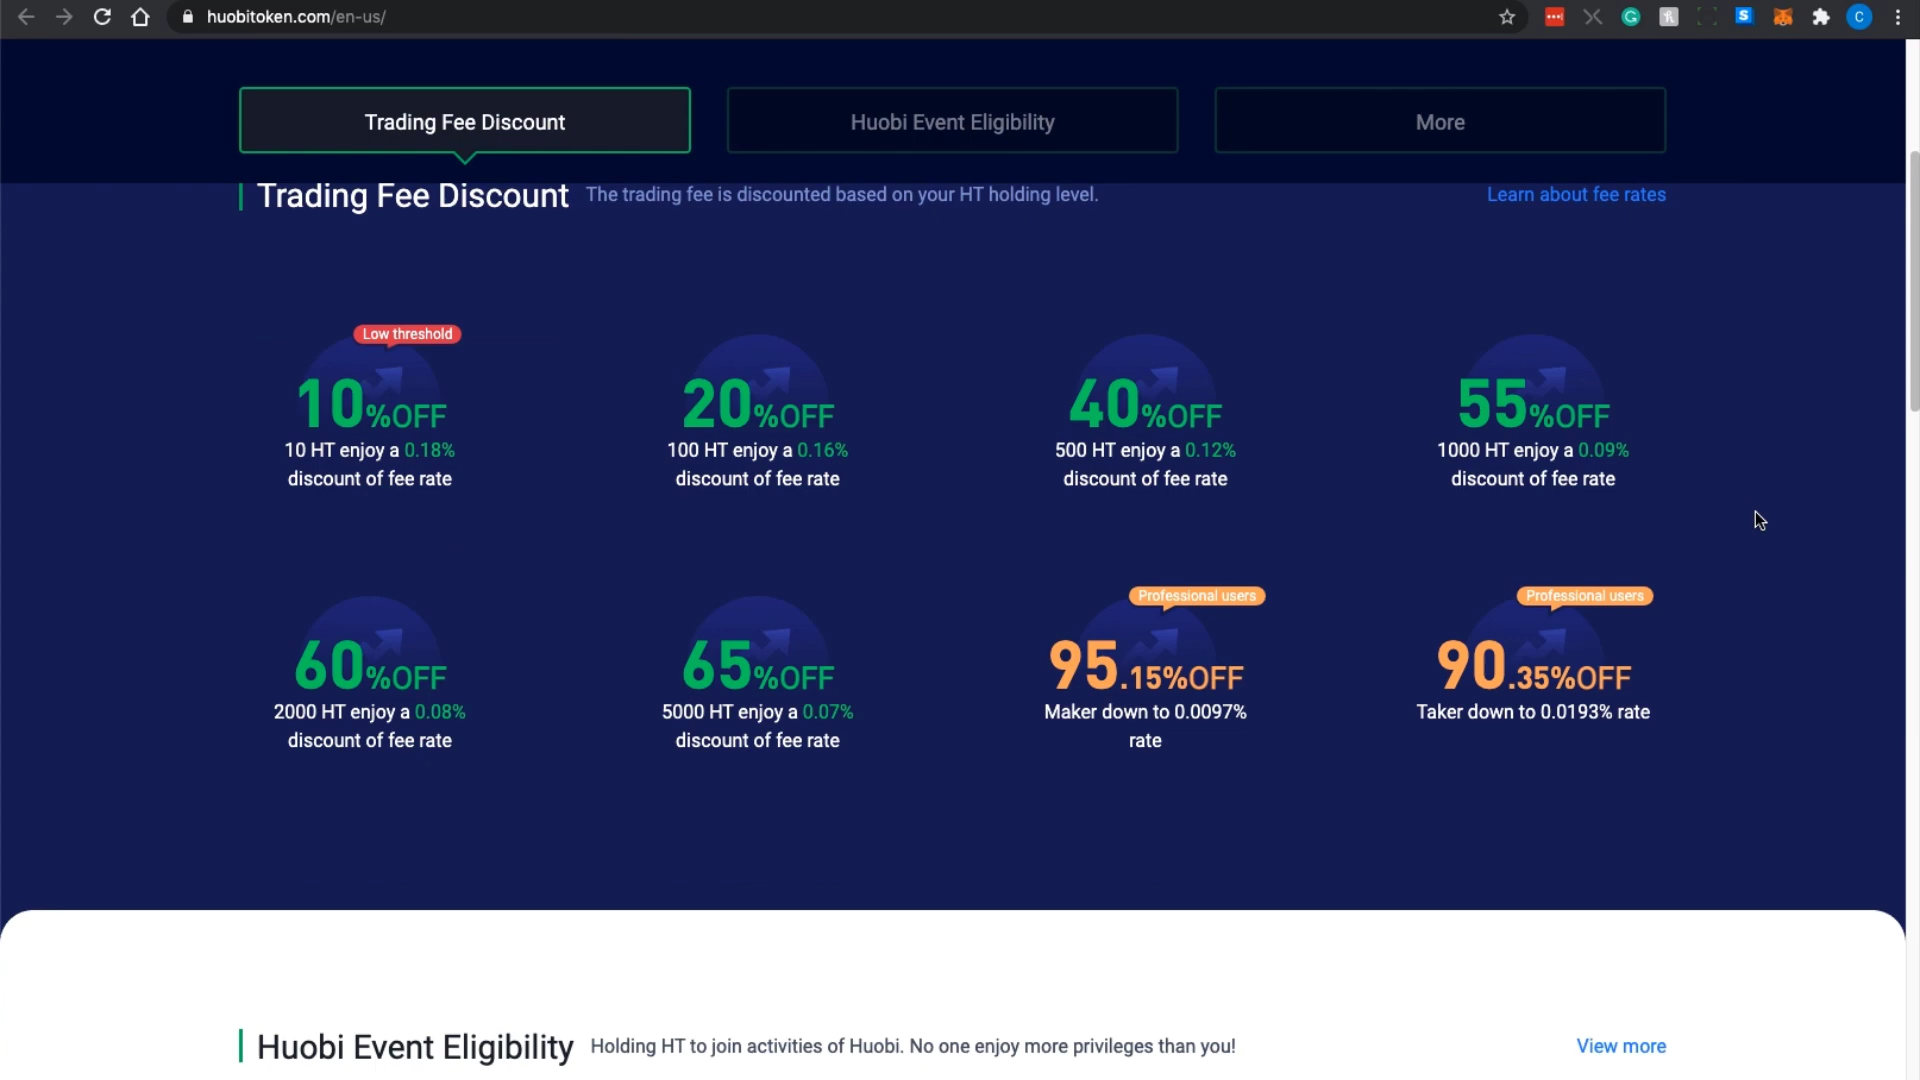 huobitoken.com/en-us/
Trading Fee Discount
Huobi Event Eligibility
More
Trading Fee Discount The trading fee is discounted based on your HT holding level. Learn about fee rates
Low threshold
10%OFF
10 HT enjoy a 0.18%
discount of fee rate
20%OFF
100 HT enjoy a 0.16%
discount of fee rate
40%OFF
500 HT enjoy a 0.12%
discount of fee rate
55%OFF
1000 HT enjoy a 0.09%
discount of fee rate
60%OFF
2000 HT enjoy a 0.08%
discount of fee rate
65%OFF
5000 HT enjoy a 0.07%
discount of fee rate
Professional users
95.15%OFF
Maker down to 0.0097%
rate
Professional users
90.35%OFF
Taker down to 0.0193% rate
Huobi Event Eligibility Holding HT to join activities of Huobi. No one enjoy more privileges than you! View more